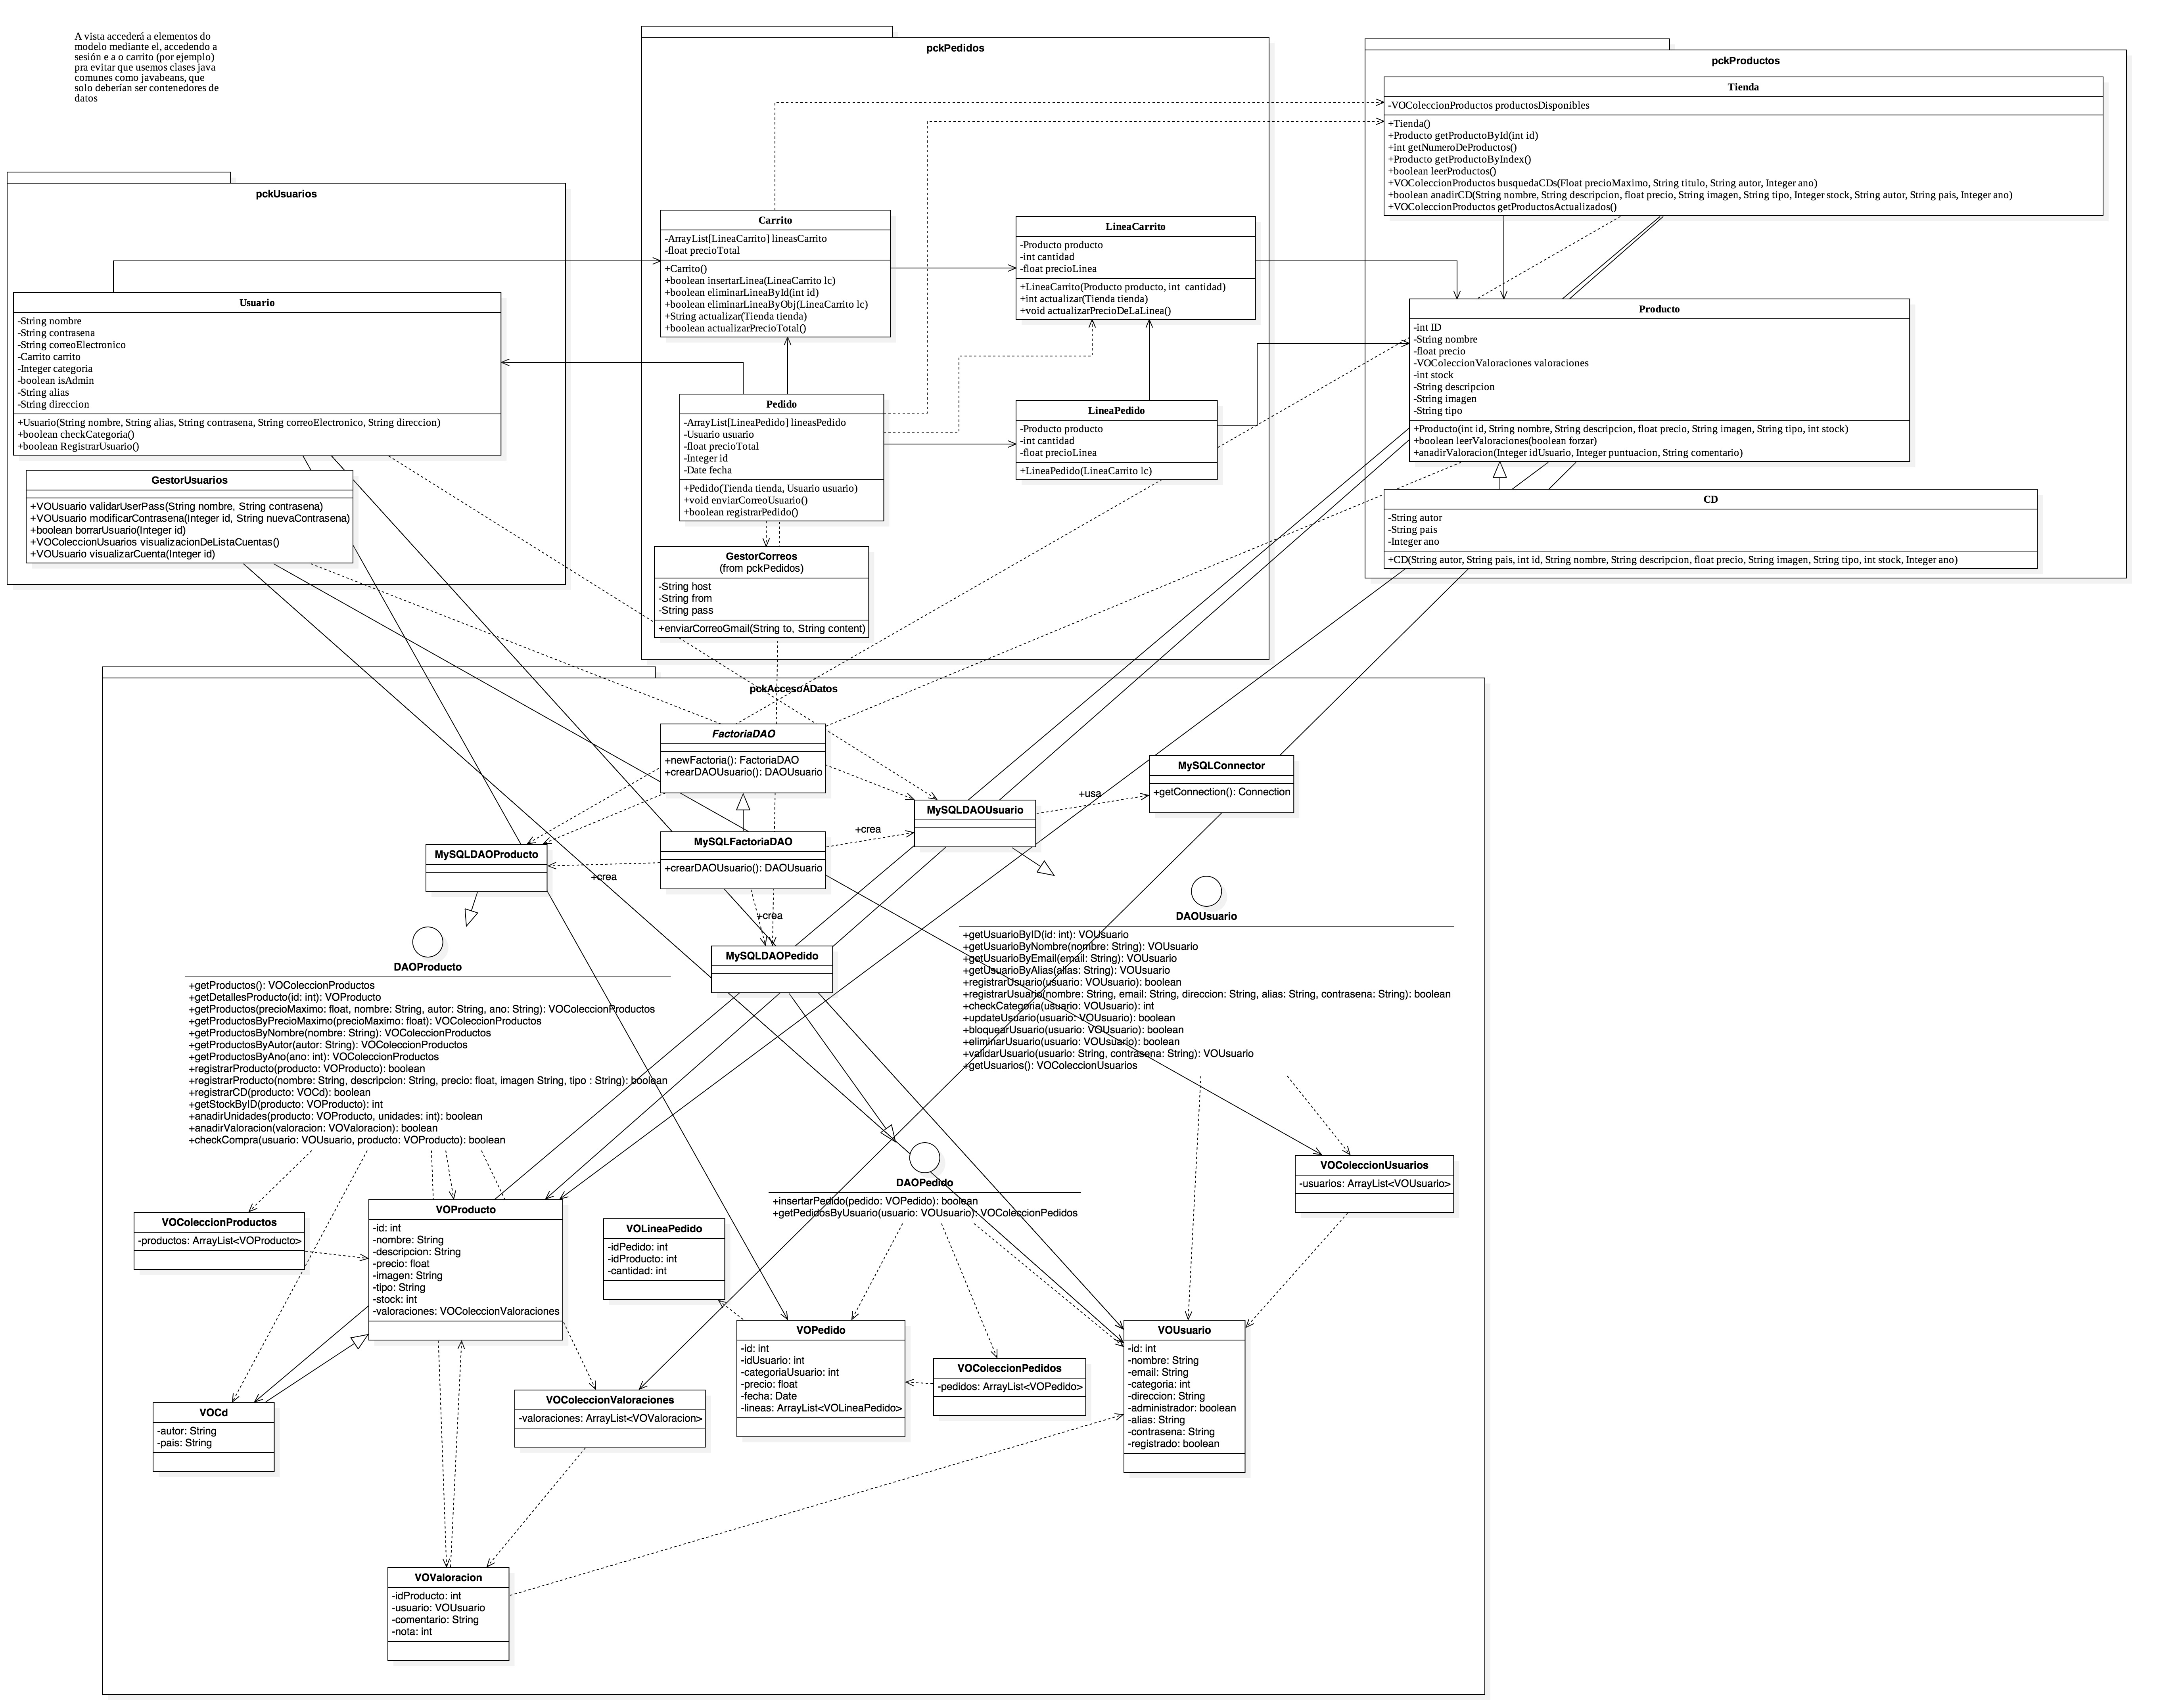 A vista accederá a elementos do
modelo mediante el, accedendo a
sesión e a o carrito (por ejemplo)
pra evitar que usemos clases java
comunes como javabeans, que
solo deberían ser contenedores de
datos
pckUsuarios
Usuario
-String nombre
-String contrasena
-String correoElectronico
-Carrito carrito
-Integer categoria
-boolean isAdmin
-String alias
-String direccion
+Usuario(String nombre, String alias, String contrasena, String correoElectronico, String direccion)
+boolean checkCategoria()
+boolean RegistrarUsuario()
GestorUsuarios
+VOUsuario validarUserPass(String nombre, String contrasena)
+VOUsuario modificarContrasena(Integer id, String nuevaContrasena)
+boolean borrarUsuario(Integer id)
+VOColeccionUsuarios visualizacionDeListaCuentas()
+VOUsuario visualizarCuenta(Integer id)
pckPedidos
Carrito
-ArrayList[LineaCarrito] lineasCarrito
-float precioTotal
+Carrito()
+boolean insertarLinea(LineaCarrito lc)
+boolean eliminarLineaById(int id)
+boolean eliminarLineaByObj(LineaCarrito lc)
+String actualizar(Tienda tienda)
+boolean actualizarPrecioTotal()
LineaCarrito
-Producto producto
-int cantidad
-float precioLinea
+LineaCarrito(Producto producto, int  cantidad)
+int actualizar(Tienda tienda)
+void actualizarPrecioDeLaLinea()
Pedido
-ArrayList[LineaPedido] lineasPedido
-Usuario usuario
-float precioTotal
-Integer id
-Date fecha
+Pedido(Tienda tienda, Usuario usuario)
+void enviarCorreoUsuario()
+boolean registrarPedido()
LineaPedido
-Producto producto
-int cantidad
-float precioLinea
+LineaPedido(LineaCarrito lc)
GestorCorreos
(from pckPedidos)
-String host
-String from
-String pass
+enviarCorreoGmail(String to, String content)
pckProductos
Tienda
-VOColeccionProductos productosDisponibles
+Tienda()
+Producto getProductoById(int id)
+int getNumeroDeProductos()
+Producto getProductoByIndex()
+boolean leerProductos()
+VOColeccionProductos busquedaCDs(Float precioMaximo, String titulo, String autor, Integer ano)
+boolean anadirCD(String nombre, String descripcion, float precio, String imagen, String tipo, Integer stock, String autor, String pais, Integer ano)
+VOColeccionProductos getProductosActualizados()
Producto
-int ID
-String nombre
-float precio
-VOColeccionValoraciones valoraciones
-int stock
-String descripcion
-String imagen
-String tipo
+Producto(int id, String nombre, String descripcion, float precio, String imagen, String tipo, int stock)
+boolean leerValoraciones(boolean forzar)
+anadirValoracion(Integer idUsuario, Integer puntuacion, String comentario)
CD
-String autor
-String pais
-Integer ano
+CD(String autor, String pais, int id, String nombre, String descripcion, float precio, String imagen, String tipo, int stock, Integer ano)
pckAccesoADatos
FactoriaDAO
+newFactoria(): FactoriaDAO
+crearDAOUsuario(): DAOUsuario
MySQLConnector
+getConnection(): Connection
+usa
MySQLDAOUsuario
+crea
MySQLFactoriaDAO
+crearDAOUsuario(): DAOUsuario
MySQLDAOProducto
+crea
+crea
MySQLDAOPedido
DAOUsuario
+getUsuarioByID(id: int): VOUsuario
+getUsuarioByNombre(nombre: String): VOUsuario
+getUsuarioByEmail(email: String): VOUsuario
+getUsuarioByAlias(alias: String): VOUsuario
+registrarUsuario(usuario: VOUsuario): boolean
+registrarUsuario(nombre: String, email: String, direccion: String, alias: String, contrasena: String): boolean
+checkCategoria(usuario: VOUsuario): int
+updateUsuario(usuario: VOUsuario): boolean
+bloquearUsuario(usuario: VOUsuario): boolean
+eliminarUsuario(usuario: VOUsuario): boolean
+validarUsuario(usuario: String, contrasena: String): VOUsuario
+getUsuarios(): VOColeccionUsuarios
DAOProducto
+getProductos(): VOColeccionProductos
+getDetallesProducto(id: int): VOProducto
+getProductos(precioMaximo: float, nombre: String, autor: String, ano: String): VOColeccionProductos
+getProductosByPrecioMaximo(precioMaximo: float): VOColeccionProductos
+getProductosByNombre(nombre: String): VOColeccionProductos
+getProductosByAutor(autor: String): VOColeccionProductos
+getProductosByAno(ano: int): VOColeccionProductos
+registrarProducto(producto: VOProducto): boolean
+registrarProducto(nombre: String, descripcion: String, precio: float, imagen String, tipo : String): boolean
+registrarCD(producto: VOCd): boolean
+getStockByID(producto: VOProducto): int
+anadirUnidades(producto: VOProducto, unidades: int): boolean
+anadirValoracion(valoracion: VOValoracion): boolean
+checkCompra(usuario: VOUsuario, producto: VOProducto): boolean
DAOPedido
+insertarPedido(pedido: VOPedido): boolean
+getPedidosByUsuario(usuario: VOUsuario): VOColeccionPedidos
VOColeccionUsuarios
-usuarios: ArrayList<VOUsuario>
VOColeccionProductos
-productos: ArrayList<VOProducto>
VOProducto
-id: int
-nombre: String
-descripcion: String
-precio: float
-imagen: String
-tipo: String
-stock: int
-valoraciones: VOColeccionValoraciones
VOLineaPedido
-idPedido: int
-idProducto: int
-cantidad: int
VOPedido
-id: int
-idUsuario: int
-categoriaUsuario: int
-precio: float
-fecha: Date
-lineas: ArrayList<VOLineaPedido>
VOColeccionPedidos
-pedidos: ArrayList<VOPedido>
VOUsuario
-id: int
-nombre: String
-email: String
-categoria: int
-direccion: String
-administrador: boolean
-alias: String
-contrasena: String
-registrado: boolean
VOCd
-autor: String
-pais: String
VOColeccionValoraciones
-valoraciones: ArrayList<VOValoracion>
VOValoracion
-idProducto: int
-usuario: VOUsuario
-comentario: String
-nota: int